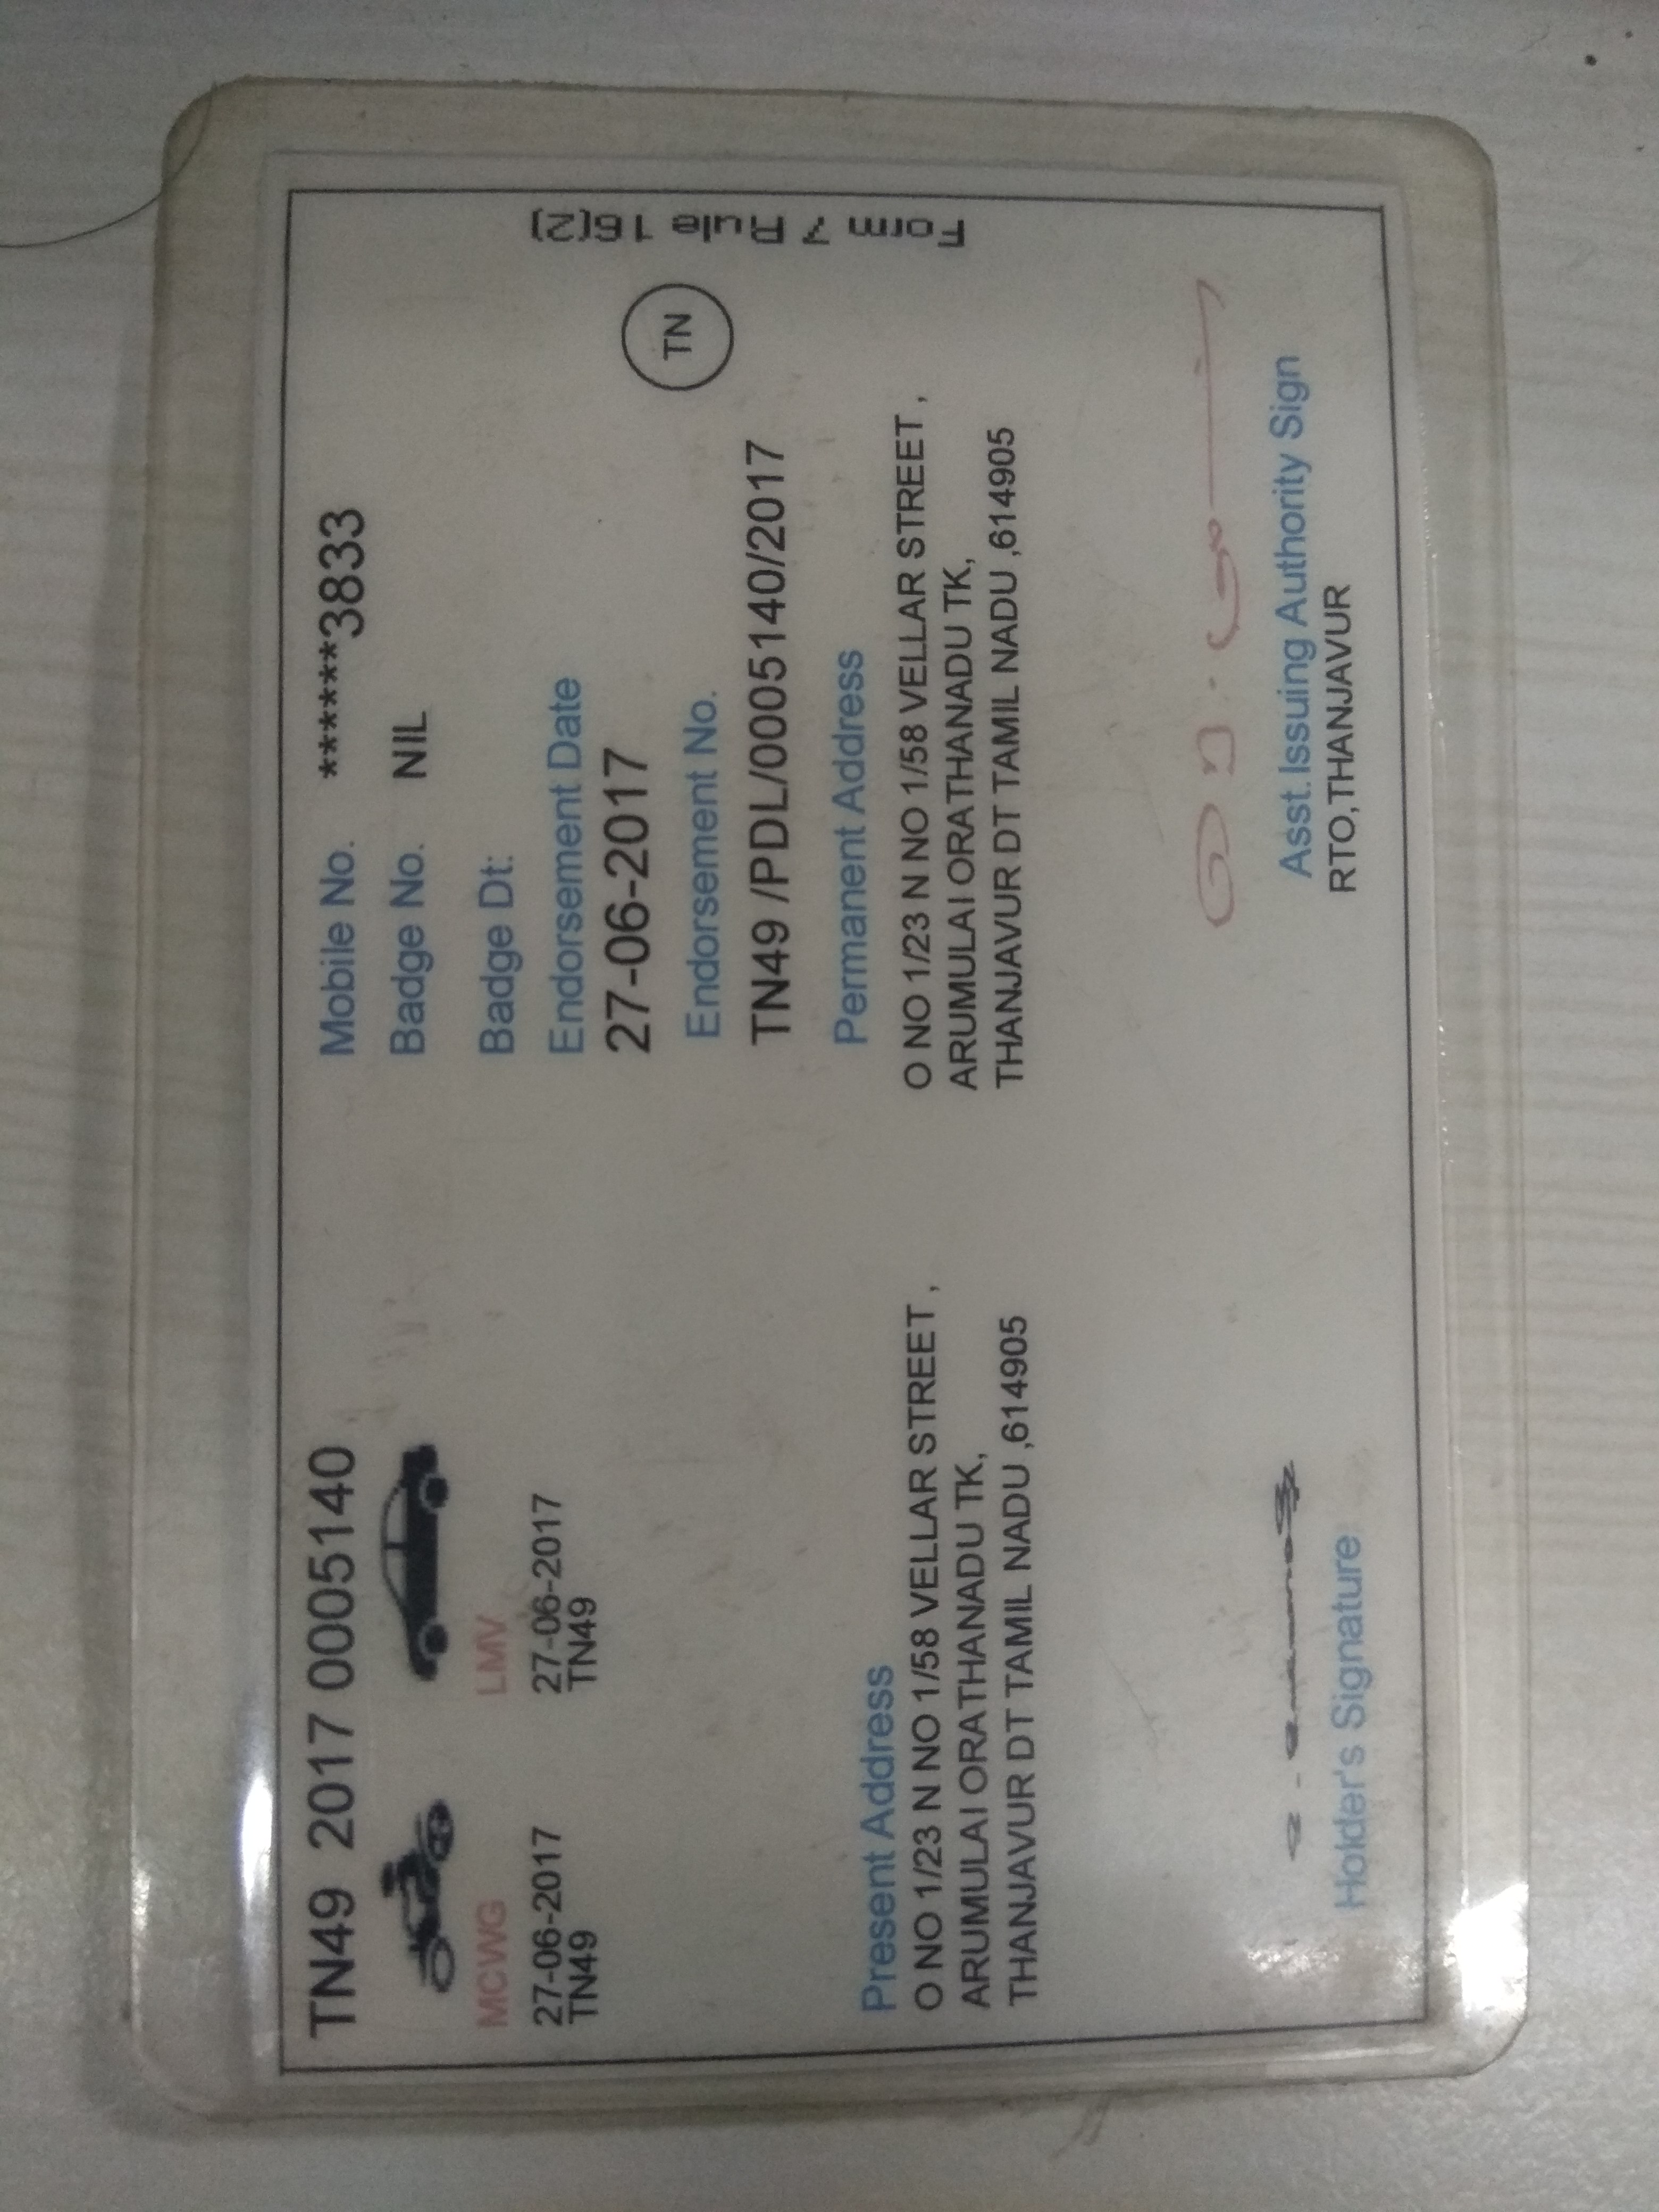 TN49 2017 0005140
MCWG
27-06-2017
TN49
LMV
27-06-2017
TN49
Mobile No. ******3833
Badge No. NIL
Badge Dt:
Endorsement Date
27-06-2017
Endorsement No.
TN49 /PDL/0005140/2017
TN
Form 7 Rule 16(2)
Present Address
O NO 1/23 N NO 1/58 VELLAR STREET ,
ARUMULAI ORATHANADU TK,
THANJAVUR DT TAMIL NADU ,614905
Permanent Address
O NO 1/23 N NO 1/58 VELLAR STREET ,
ARUMULAI ORATHANADU TK,
THANJAVUR DT TAMIL NADU ,614905
Holder's Signature
Asst. Issuing Authority Sign
RTO,THANJAVUR